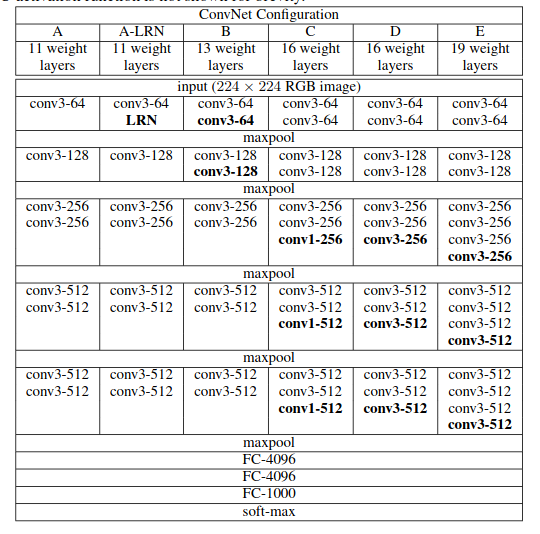 ConvNet Configuration
A A-LRN B C D E
11 weight 11 weight 13 weight 16 weight 16 weight 19 weight
layers layers layers layers layers layers
input (224 × 224 RGB image)
conv3-64 conv3-64 conv3-64 conv3-64 conv3-64 conv3-64
LRN conv3-64 conv3-64 conv3-64 conv3-64
maxpool
conv3-128 conv3-128 conv3-128 conv3-128 conv3-128 conv3-128
conv3-128 conv3-128 conv3-128 conv3-128
maxpool
conv3-256 conv3-256 conv3-256 conv3-256 conv3-256 conv3-256
conv3-256 conv3-256 conv3-256 conv3-256 conv3-256 conv3-256
conv1-256 conv3-256 conv3-256
conv3-256
maxpool
conv3-512 conv3-512 conv3-512 conv3-512 conv3-512 conv3-512
conv3-512 conv3-512 conv3-512 conv3-512 conv3-512 conv3-512
conv1-512 conv3-512 conv3-512
conv3-512
maxpool
conv3-512 conv3-512 conv3-512 conv3-512 conv3-512 conv3-512
conv3-512 conv3-512 conv3-512 conv3-512 conv3-512 conv3-512
conv1-512 conv3-512 conv3-512
conv3-512
maxpool
FC-4096
FC-4096
FC-1000
soft-max